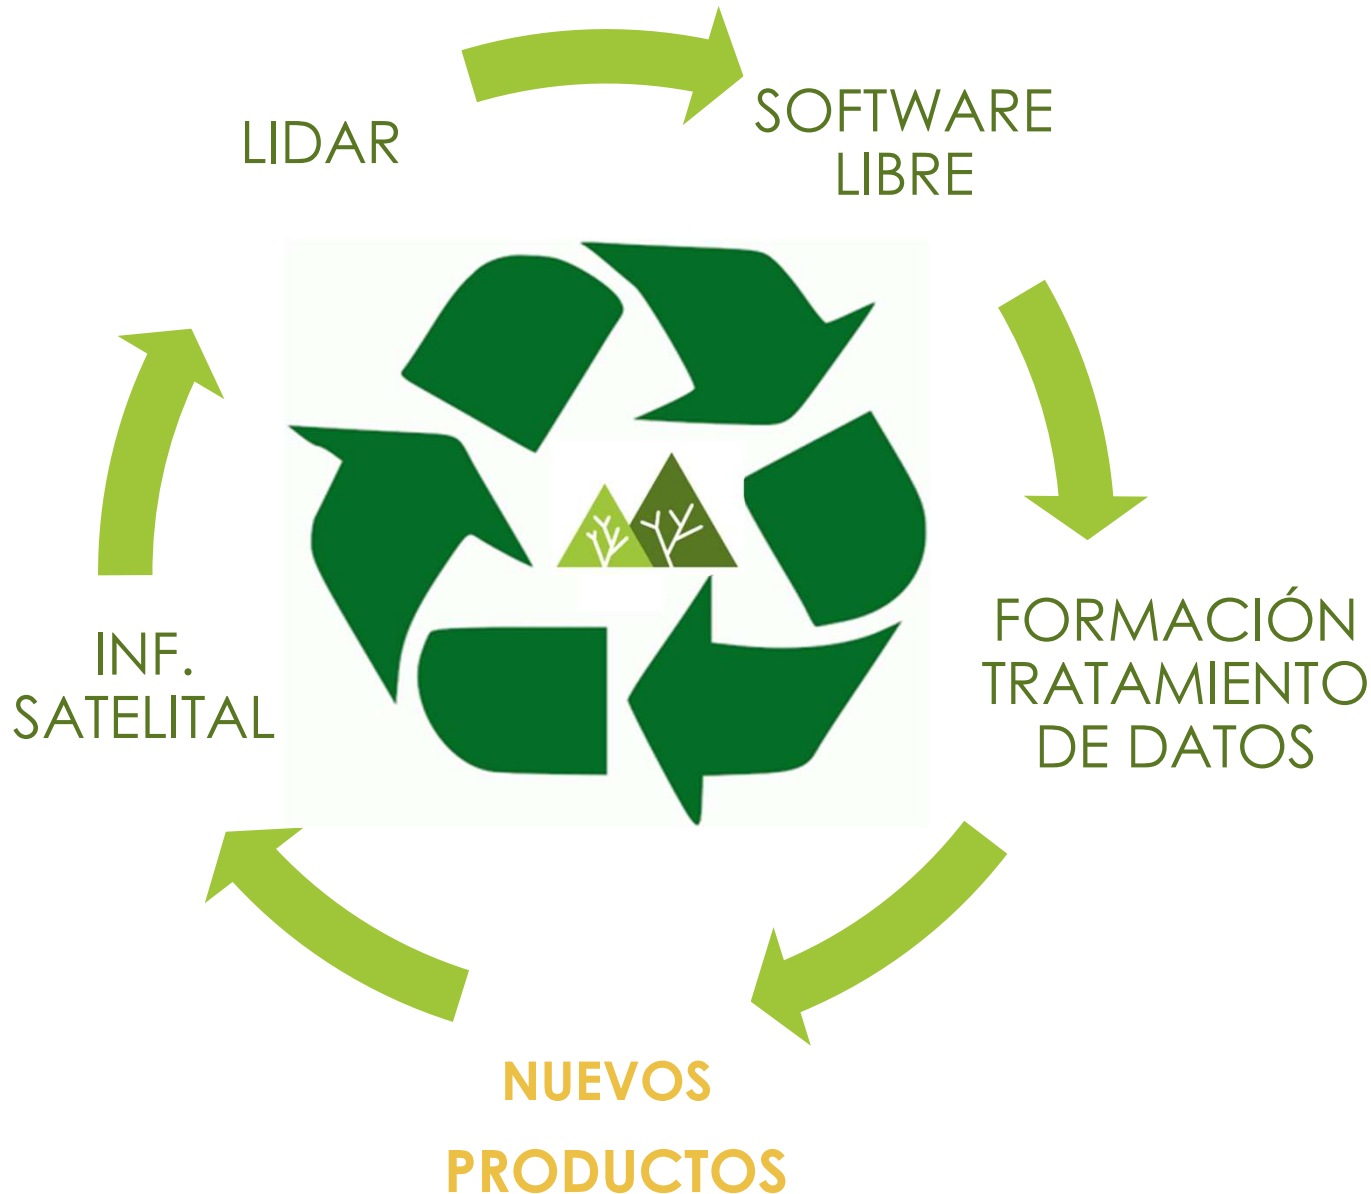 LIDAR
SOFTWARE
LIBRE
FORMACIÓN
TRATAMIENTO
DE DATOS
NUEVOS
PRODUCTOS
INF.
SATELITAL